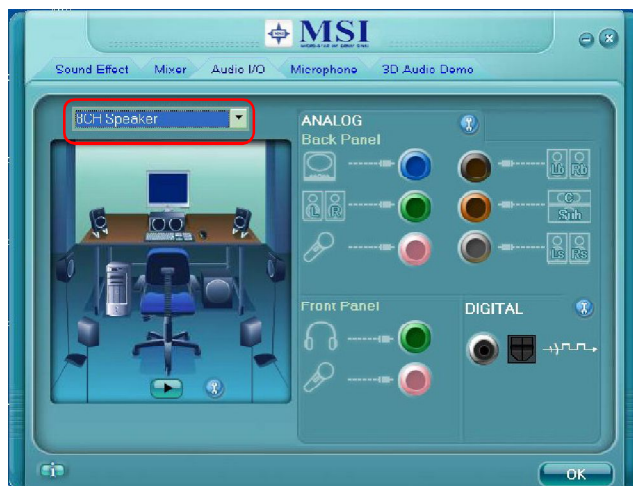 MSI
Sound Effect
Mixer
Audio I/O
Microphone
3D Audio Demo
8CH Speaker
ANALOG
Back Panel
L R
Lb Rb
C
Sub
Ls Rs
Front Panel
DIGITAL
i
OK